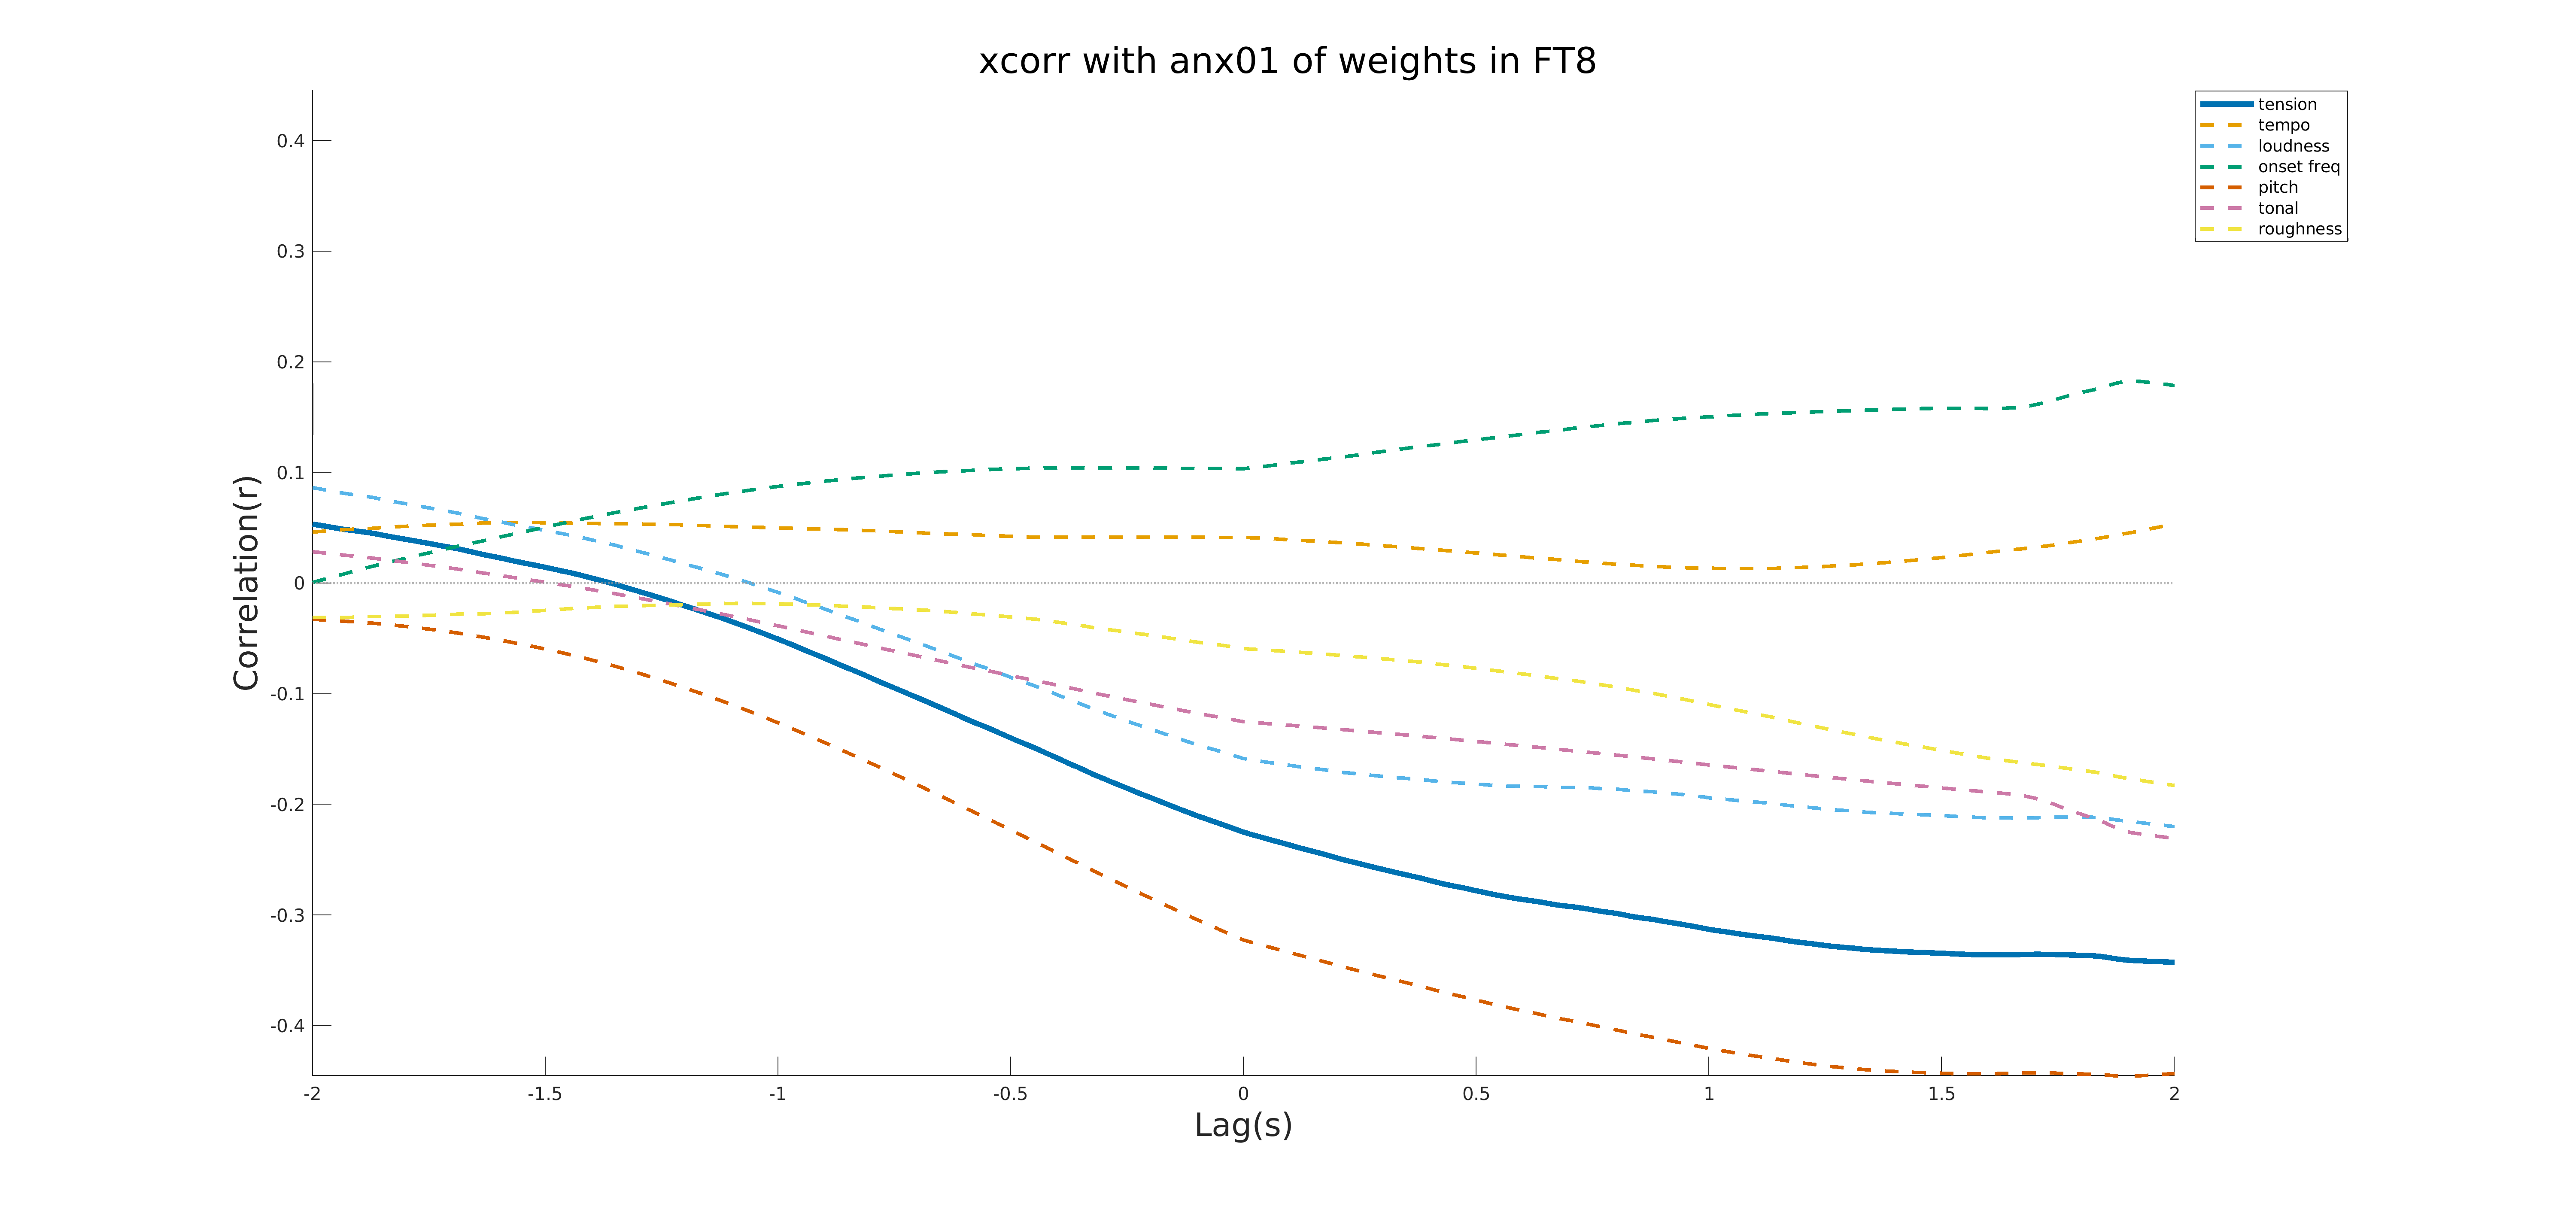 xcorr with anx01 of weights in FT8
tension
tempo
loudness
onset freq
pitch
tonal
roughness
Correlation(r)
0.4
0.3
0.2
0.1
0
-0.1
-0.2
-0.3
-0.4
-2
-1.5
-1
-0.5
0
0.5
1
1.5
2
Lag(s)